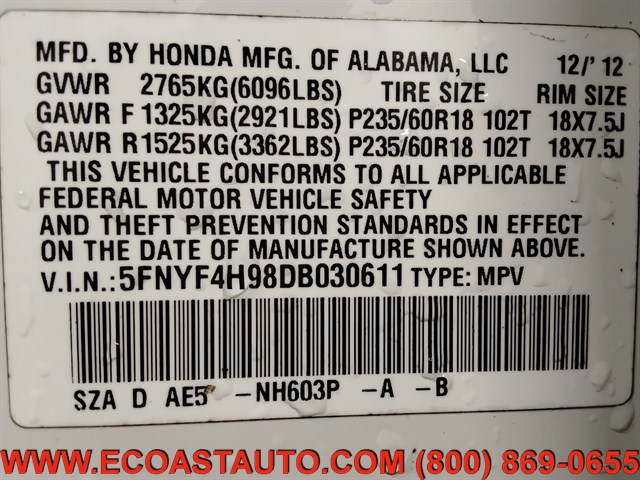 MFD. BY HONDA MFG. OF ALABAMA, LLC 12/'12
GVWR 2765KG(6096LBS) TIRE SIZE RIM SIZE
GAWR F 1325KG(2921LBS) P235/60R18 102T 18X7.5J
GAWR R 1525KG(3362LBS) P235/60R18 102T 18X7.5J
THIS VEHICLE CONFORMS TO ALL APPLICABLE
FEDERAL MOTOR VEHICLE SAFETY
AND THEFT PREVENTION STANDARDS IN EFFECT
ON THE DATE OF MANUFACTURE SHOWN ABOVE.
V.I.N.: 5FNYF4H98DB030611 TYPE: MPV
SZA D AE5 -NH603P -A -B
WWW.ECOASTAUTO.COM (800) 869-0655